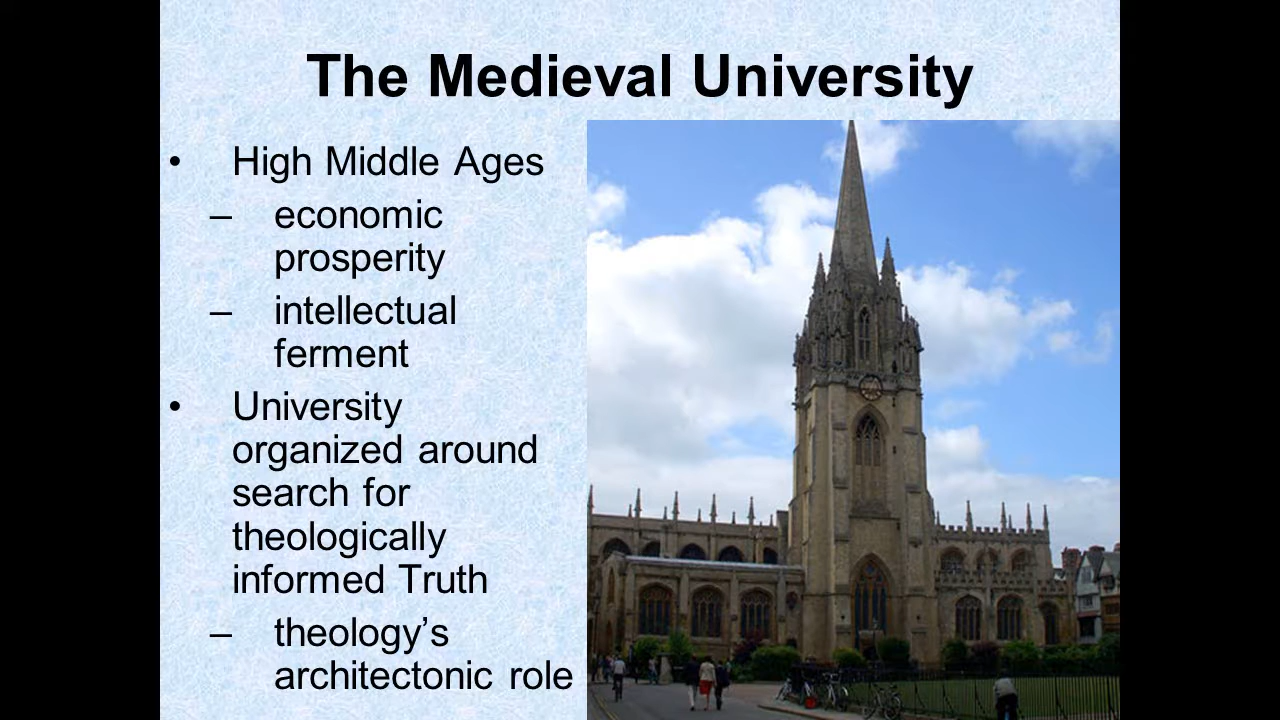 The Medieval University
• High Middle Ages
– economic
prosperity
– intellectual
ferment
• University
organized around
search for
theologically
informed Truth
– theology’s
architectonic role